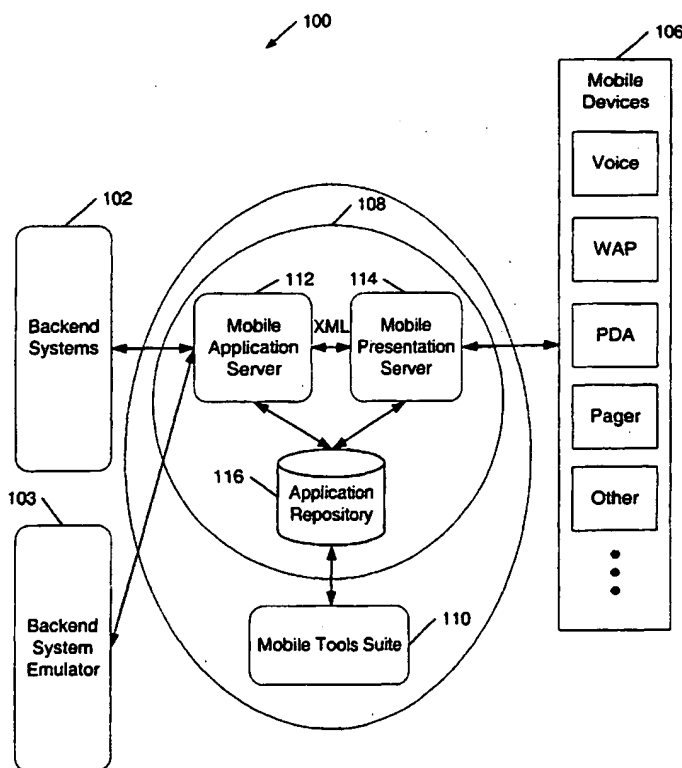 100
106
Mobile
Devices
Voice
WAP
PDA
Pager
Other
102
Backend
Systems
108
112
Mobile
Application
Server
XML
114
Mobile
Presentation
Server
116
Application
Repository
103
Backend
System
Emulator
Mobile Tools Suite
110